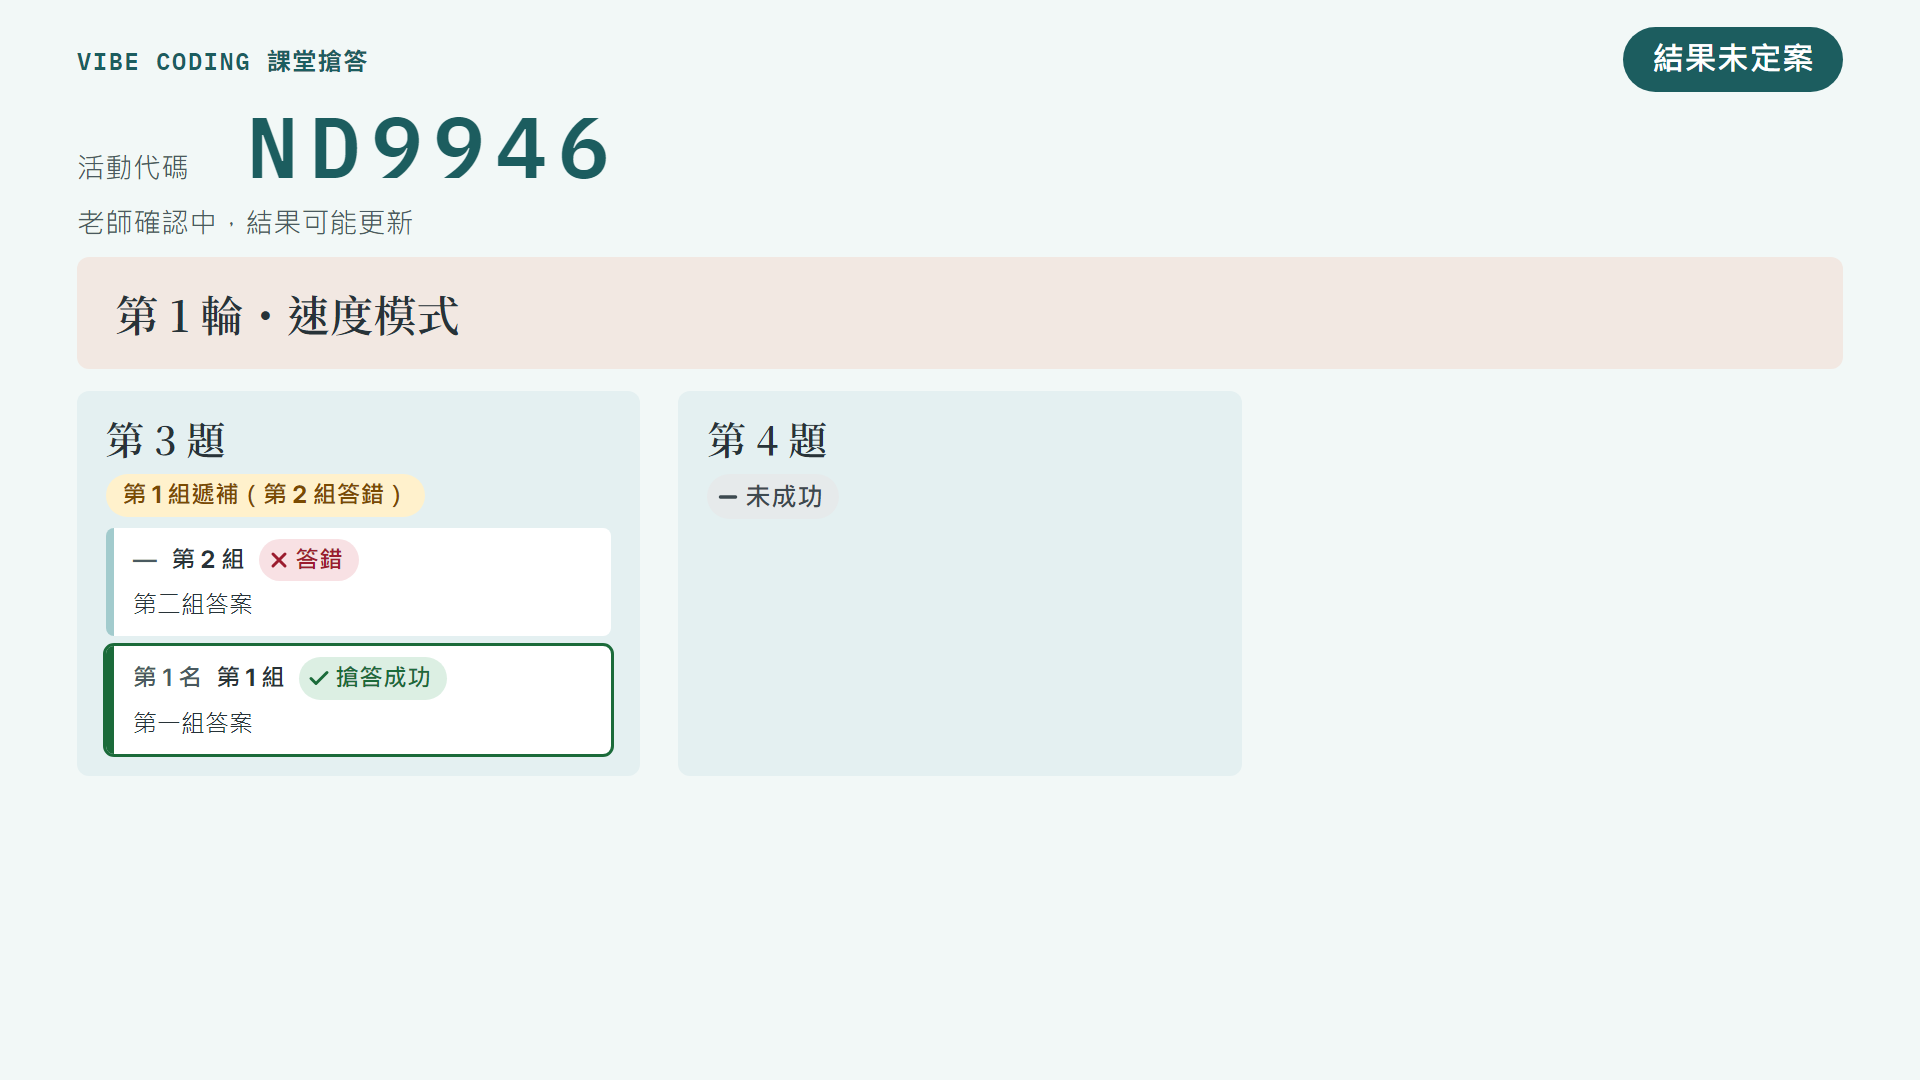 VIBE CODING 課堂搶答
結果未定案
活動代碼 ND9946
老師確認中，結果可能更新
第 1 輪・速度模式
第 3 題
第 1 組遞補（第 2 組答錯）
— 第 2 組 答錯
第二組答案
第 1 名 第 1 組 搶答成功
第一組答案
第 4 題
未成功